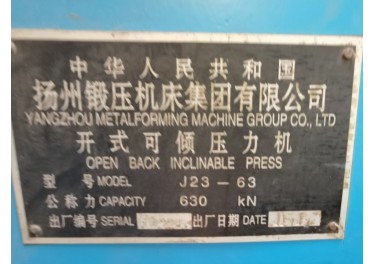 中华人民共和国
扬州锻压机床集团有限公司
YANGZHOU METALFORMING MACHINE GROUP CO., LTD
开式可倾压力机
OPEN BACK INCLINABLE PRESS
型 号 MODEL J23-63
公称力 CAPACITY 630 kN
出厂编号 SERIAL 出厂日期 DATE